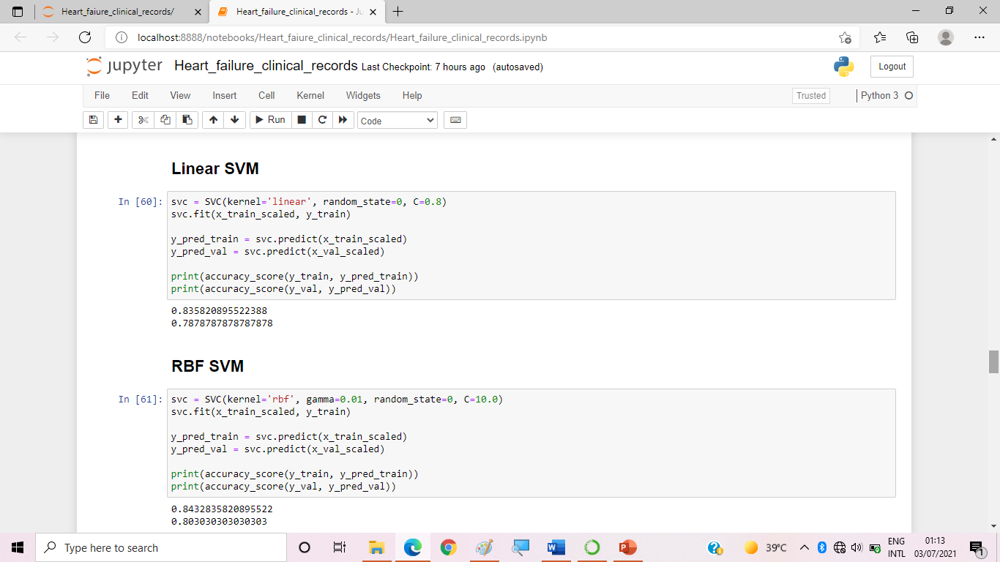 Heart_faiure_clinical_records/
Heart_failure_clinical_records - Ju
localhost:8888/notebooks/Heart_faiure_clinical_records/Heart_failure_clinical_records.ipynb
jupyter Heart_failure_clinical_records Last Checkpoint: 7 hours ago (autosaved)
Logout
File Edit View Insert Cell Kernel Widgets Help
Trusted
Python 3
Run
Code
Linear SVM
In [60]:
svc = SVC(kernel='linear', random_state=0, C=0.8)
svc.fit(x_train_scaled, y_train)
y_pred_train = svc.predict(x_train_scaled)
y_pred_val = svc.predict(x_val_scaled)
print(accuracy_score(y_train, y_pred_train))
print(accuracy_score(y_val, y_pred_val))
0.835820895522388
0.7878787878787878
RBF SVM
In [61]:
svc = SVC(kernel='rbf', gamma=0.01, random_state=0, C=10.0)
svc.fit(x_train_scaled, y_train)
y_pred_train = svc.predict(x_train_scaled)
y_pred_val = svc.predict(x_val_scaled)
print(accuracy_score(y_train, y_pred_train))
print(accuracy_score(y_val, y_pred_val))
0.8432835820895522
0.803030303030303
Type here to search
39°C
ENG
INTL
01:13
03/07/2021
1